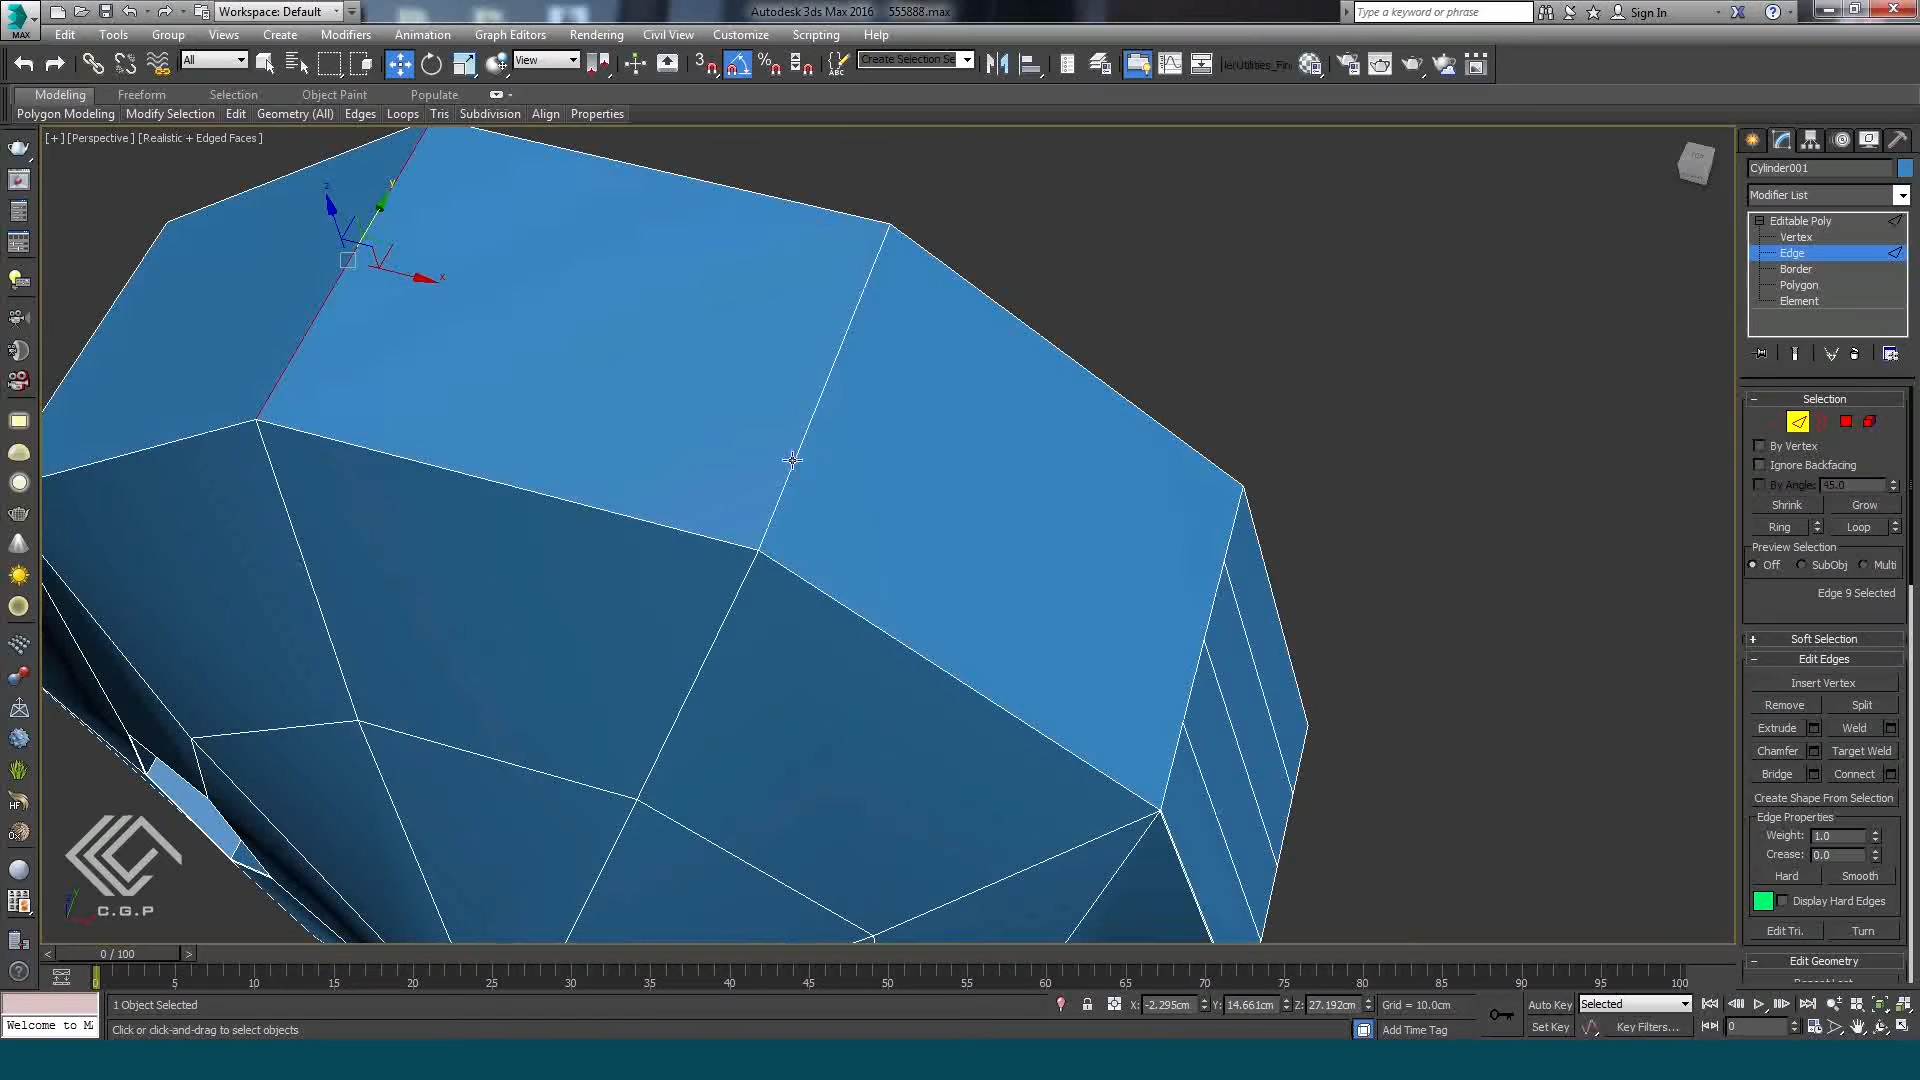 Workspace: Default
Autodesk 3ds Max 2016 555888.max
Type a keyword or phrase
Sign In
MAX
Edit Tools Group Views Create Modifiers Animation Graph Editors Rendering Civil View Customize Scripting Help
All
View
3
ABC
Create Selection Se
Modeling Freeform Selection Object Paint Populate
Polygon Modeling Modify Selection Edit Geometry (All) Edges Loops Tris Subdivision Align Properties
[+] [Perspective] [Realistic + Edged Faces]
TOP
z
y
x
HF
C.G.P
Cylinder001
Modifier List
Editable Poly
Vertex
Edge
Border
Polygon
Element
Selection
By Vertex
Ignore Backfacing
By Angle: 45.0
Shrink Grow
Ring Loop
Preview Selection
Off SubObj Multi
Edge 9 Selected
Soft Selection
Edit Edges
Insert Vertex
Remove Split
Extrude Weld
Chamfer Target Weld
Bridge Connect
Create Shape From Selection
Edge Properties
Weight: 1.0
Crease: 0.0
Hard Smooth
Display Hard Edges
Edit Tri. Turn
Edit Geometry
< 0 / 100 >
0 5 10 15 20 25 30 35 40 45 50 55 60 65 70 75 80 85 90 95 100
1 Object Selected
X: -2.295cm Y: 14.661cm Z: 27.192cm Grid = 10.0cm
Auto Key Selected
Welcome to M
Click or click-and-drag to select objects
Add Time Tag
Set Key Key Filters...
0